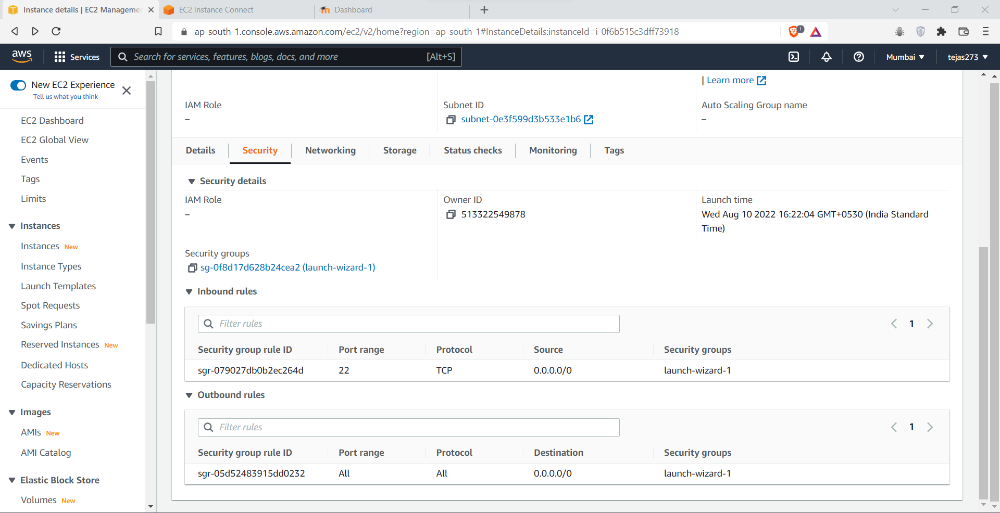 Instance details | EC2 Manageme
EC2 Instance Connect
Dashboard
ap-south-1.console.aws.amazon.com/ec2/v2/home?region=ap-south-1#InstanceDetails:instanceId=i-0f6b515c3dff73918
1
aws
Services
Search for services, features, blogs, docs, and more
[Alt+S]
Mumbai
tejas273
New EC2 Experience
Tell us what you think
EC2 Dashboard
EC2 Global View
Events
Tags
Limits
Instances
Instances New
Instance Types
Launch Templates
Spot Requests
Savings Plans
Reserved Instances New
Dedicated Hosts
Capacity Reservations
Images
AMIs New
AMI Catalog
Elastic Block Store
Volumes New
| Learn more
IAM Role
–
Subnet ID
subnet-0e3f599d3b533e1b6
Auto Scaling Group name
–
Details
Security
Networking
Storage
Status checks
Monitoring
Tags
Security details
IAM Role
–
Owner ID
513322549878
Launch time
Wed Aug 10 2022 16:22:04 GMT+0530 (India Standard
Time)
Security groups
sg-0f8d17d628b24cea2 (launch-wizard-1)
Inbound rules
Filter rules
1
Security group rule ID Port range Protocol Source Security groups
sgr-079027db0b2ec264d 22 TCP 0.0.0.0/0 launch-wizard-1
Outbound rules
Filter rules
1
Security group rule ID Port range Protocol Destination Security groups
sgr-05d52483915dd0232 All All 0.0.0.0/0 launch-wizard-1